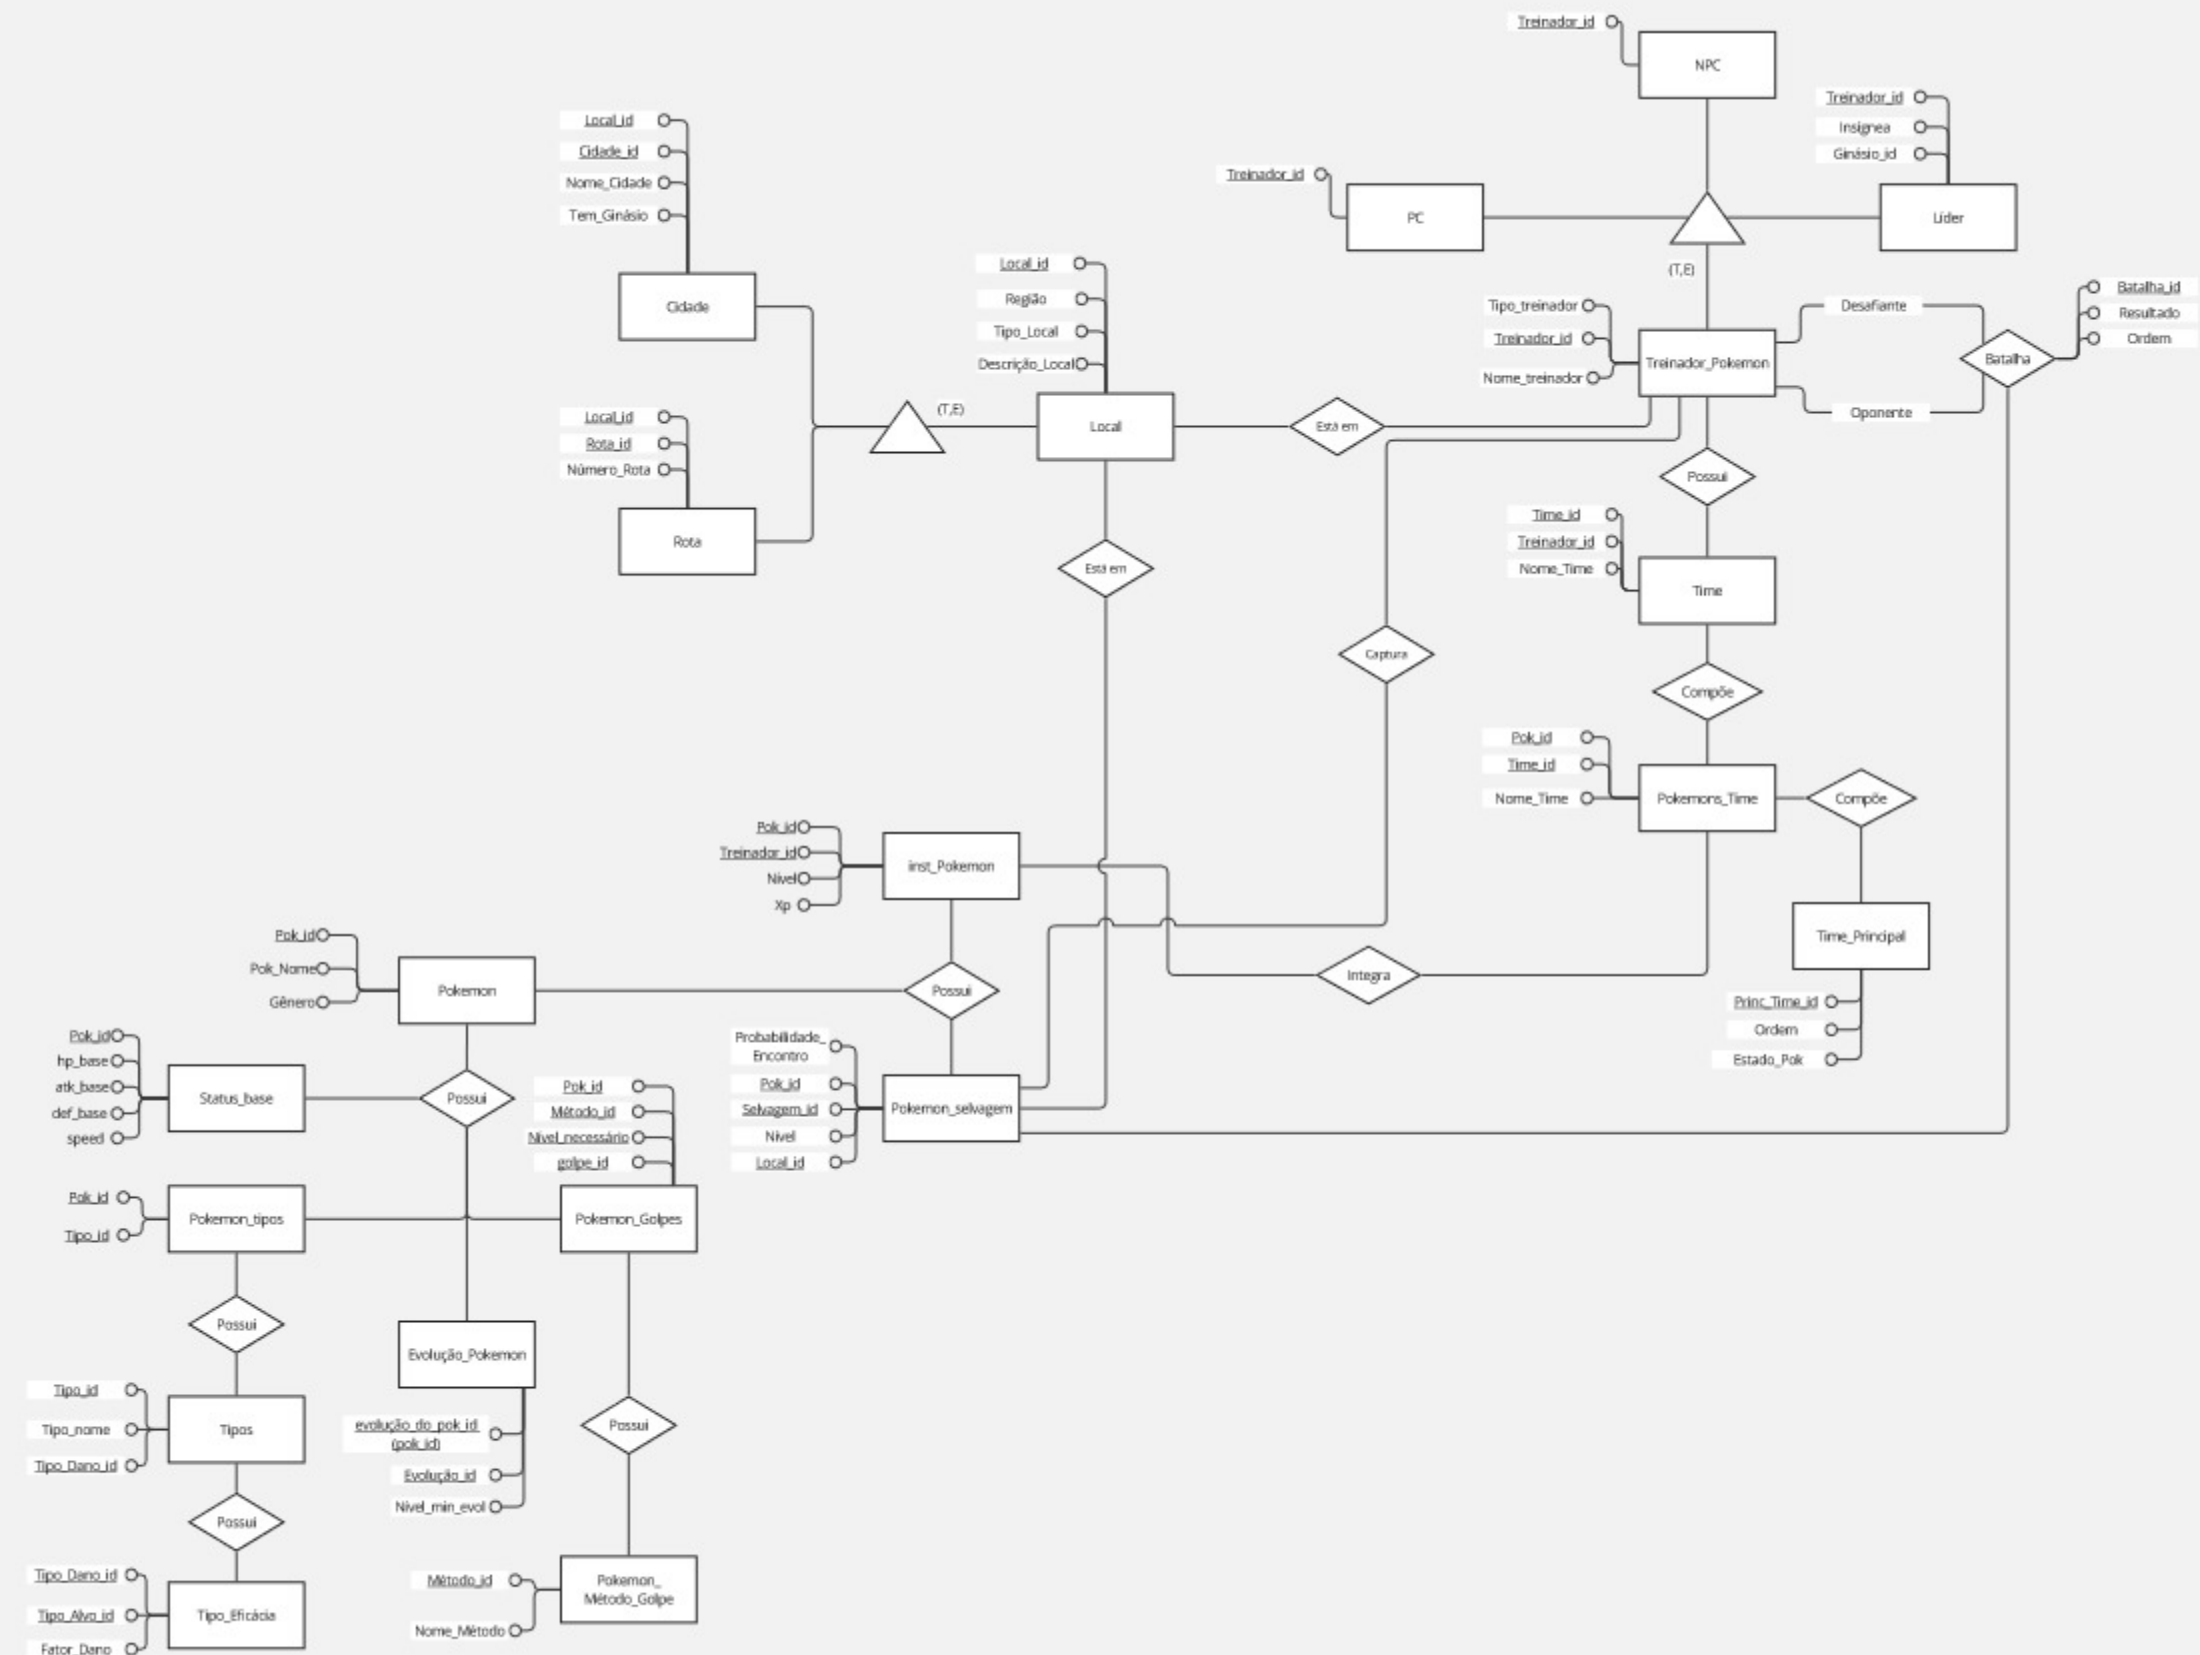 Treinador_id
NPC
Treinador_id
Insígnea
Ginásio_id
Líder
Treinador_id
PC
(T,E)
Local_id
Cidade_id
Nome_Cidade
Tem_Ginásio
Cidade
Local_id
Região
Tipo_Local
Descrição_Local
Local
(T,E)
Local_id
Rota_id
Número_Rota
Rota
Tipo_treinador
Treinador_id
Nome_treinador
Treinador_Pokemon
Desafiante
Oponente
Batalha
Batalha_id
Resultado
Ordem
Está em
Possui
Está em
Time_id
Treinador_id
Nome_Time
Time
Captura
Compõe
Pok_id
Time_id
Nome_Time
Pokemons_Time
Compõe
Time_Principal
Princ_Time_id
Ordem
Estado_Pok
Pok_id
Treinador_id
Nível
Xp
inst_Pokemon
Integra
Pok_id
Pok_Nome
Gênero
Pokemon
Possui
Probabilidade_
Encontro
Pok_id
Selvagem_id
Nível
Local_id
Pokemon_selvagem
Pok_id
hp_base
atk_base
def_base
speed
Status_base
Possui
Pok_id
Método_id
Nível_necessário
golpe_id
Pokemon_Golpes
Pok_id
Tipo_id
Pokemon_tipos
Possui
Evolução_Pokemon
evolução_do_pok_id
(pok_id)
Evolução_id
Nível_min_evol
Tipo_id
Tipo_nome
Tipo_Dano_id
Tipos
Possui
Possui
Tipo_Dano_id
Tipo_Alvo_id
Fator_Dano
Tipo_Eficácia
Método_id
Nome_Método
Pokemon_
Método_Golpe